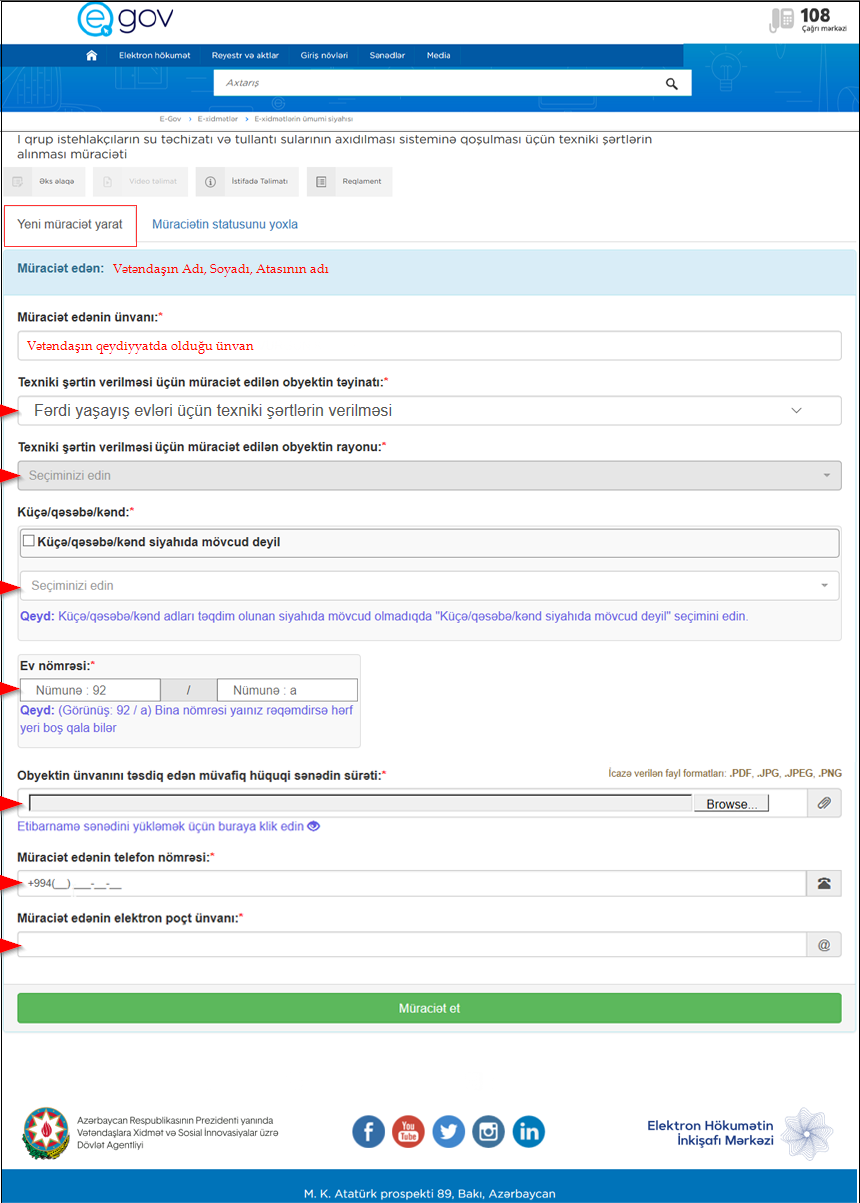 e gov
108
Çağrı mərkəzi
Elektron hökumət Reyestr və aktlar Giriş növləri Sənədlər Media
Axtarış
E-Gov > E-xidmətlər > E-xidmətlərin ümumi siyahısı
I qrup istehlakçıların su təchizatı və tullantı sularının axıdılması sisteminə qoşulması üçün texniki şərtlərin
alınması müraciəti
Əks əlaqə Video təlimat İstifadə Təlimatı Reqlament
Yeni müraciət yarat Müraciətin statusunu yoxla
Müraciət edən: Vətəndaşın Adı, Soyadı, Atasının adı
Müraciət edənin ünvanı:*
Vətəndaşın qeydiyyatda olduğu ünvan
Texniki şərtin verilməsi üçün müraciət edilən obyektin təyinatı:*
Fərdi yaşayış evləri üçün texniki şərtlərin verilməsi
Texniki şərtin verilməsi üçün müraciət edilən obyektin rayonu:*
Seçiminizi edin
Küçə/qəsəbə/kənd:*
Küçə/qəsəbə/kənd siyahıda mövcud deyil
Seçiminizi edin
Qeyd: Küçə/qəsəbə/kənd adları təqdim olunan siyahıda mövcud olmadıqda "Küçə/qəsəbə/kənd siyahıda mövcud deyil" seçimini edin.
Ev nömrəsi:*
Nümunə : 92 / Nümunə : a
Qeyd: (Görünüş: 92 / a) Bina nömrəsi yaınız rəqəmdirsə hərf
yeri boş qala bilər
Obyektin ünvanını təsdiq edən müvafiq hüquqi sənədin sürəti:* İcazə verilən fayl formatları: .PDF, .JPG, .JPEG, .PNG
Browse...
Etibarnamə sənədini yükləmək üçün buraya klik edin
Müraciət edənin telefon nömrəsi:*
+994(__) ___-__-__
Müraciət edənin elektron poçt ünvanı:*
@
Müraciət et
Azərbaycan Respublikasının Prezidenti yanında
Vətəndaşlara Xidmət və Sosial İnnovasiyalar üzrə
Dövlət Agentliyi
f You Tube in
Elektron Hökumətin
İnkişafı Mərkəzi
M. K. Atatürk prospekti 89, Bakı, Azərbaycan